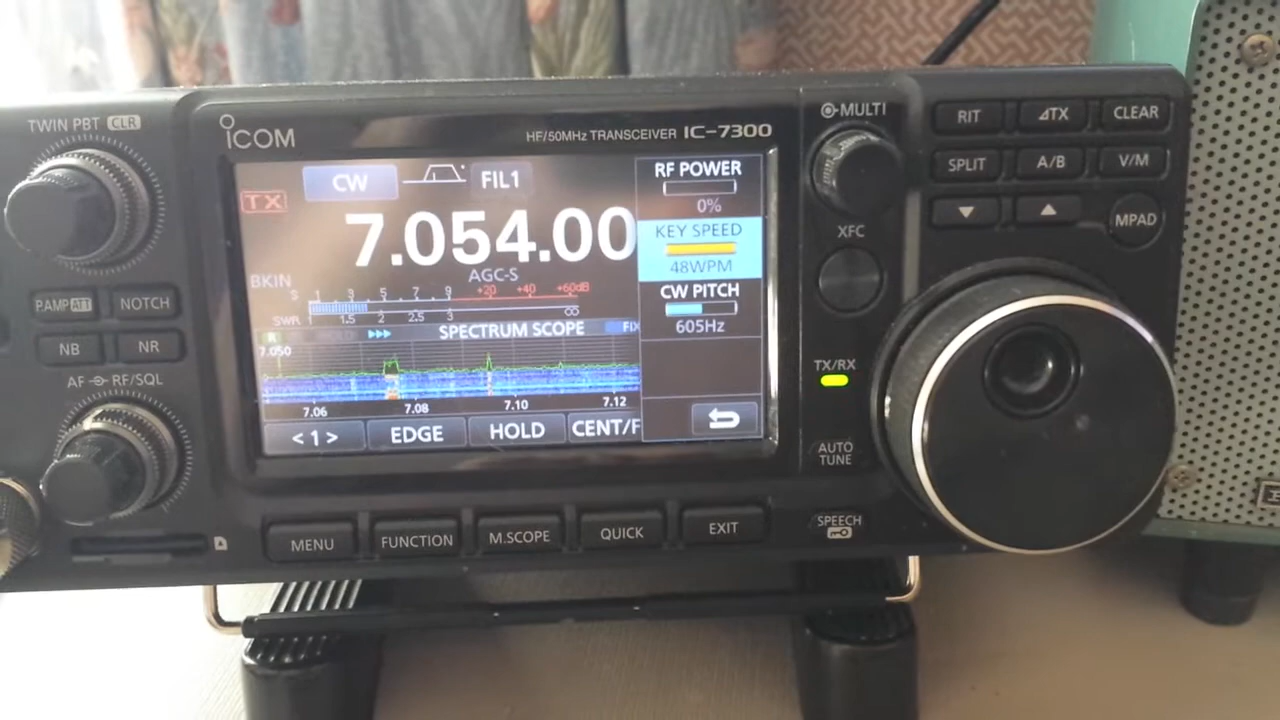 TWIN PBT CLR
ICOM
HF/50MHz TRANSCEIVER IC-7300
MULTI
RIT
⊿TX
CLEAR
SPLIT
A/B
V/M
MPAD
XFC
TX
CW
FIL1
RF POWER
0%
7.054.00
KEY SPEED
48WPM
BKIN
AGC-S
CW PITCH
605Hz
S 1 3 5 7 9 +20 +40 +60dB
SWR 1 1.5 2 2.5 3 ∞
SPECTRUM SCOPE FIX
7.050
7.06 7.08 7.10 7.12
< 1 > EDGE HOLD CENT/F
P.AMP ATT
NOTCH
NB
NR
AF RF/SQL
TX/RX
AUTO
TUNE
SPEECH
MENU
FUNCTION
M.SCOPE
QUICK
EXIT